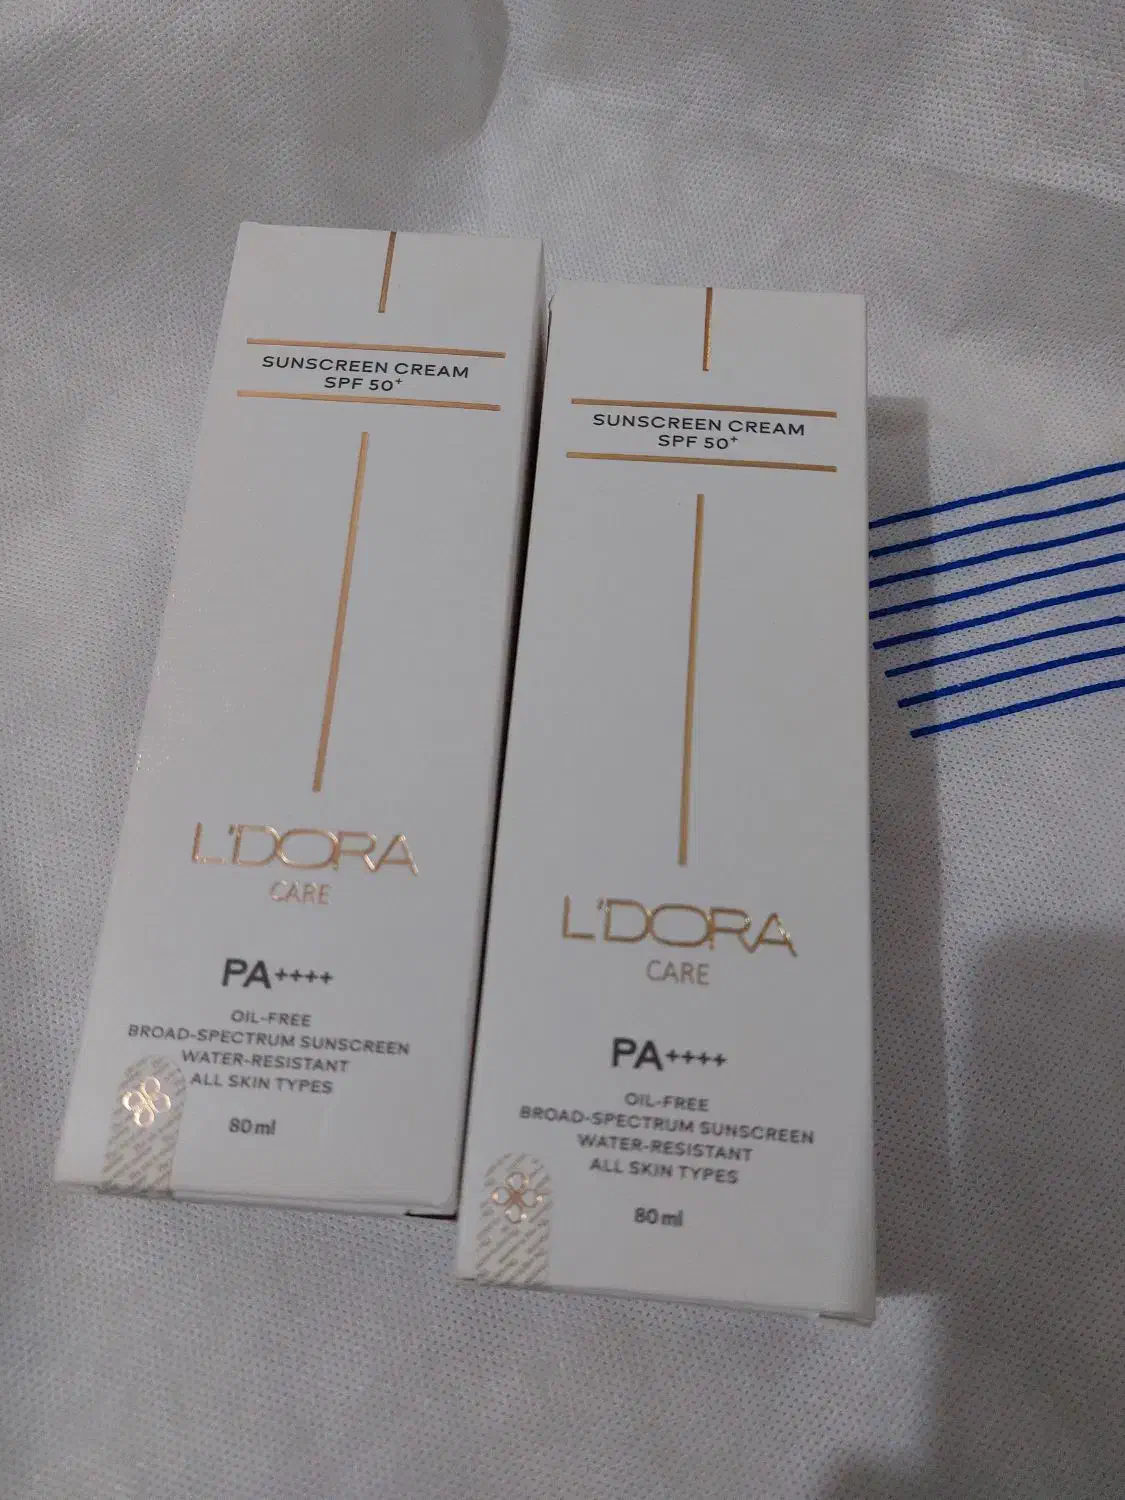 SUNSCREEN CREAM
SPF 50+
L'DORA
CARE
PA++++
OIL-FREE
BROAD-SPECTRUM SUNSCREEN
WATER-RESISTANT
ALL SKIN TYPES
80 ml
SUNSCREEN CREAM
SPF 50+
L'DORA
CARE
PA++++
OIL-FREE
BROAD-SPECTRUM SUNSCREEN
WATER-RESISTANT
ALL SKIN TYPES
80 ml